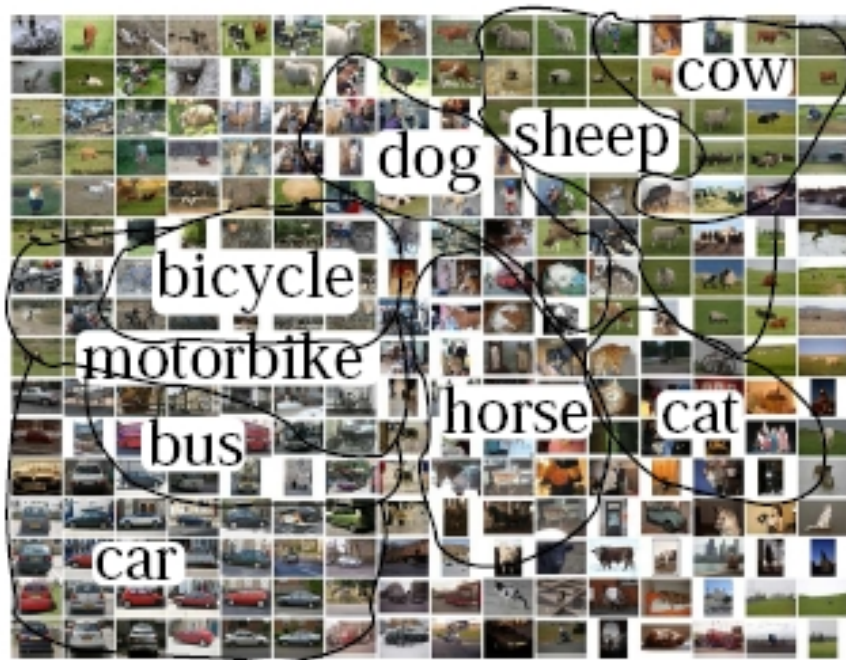 cow
sheep
dog
bicycle
motorbike
horse
cat
bus
car